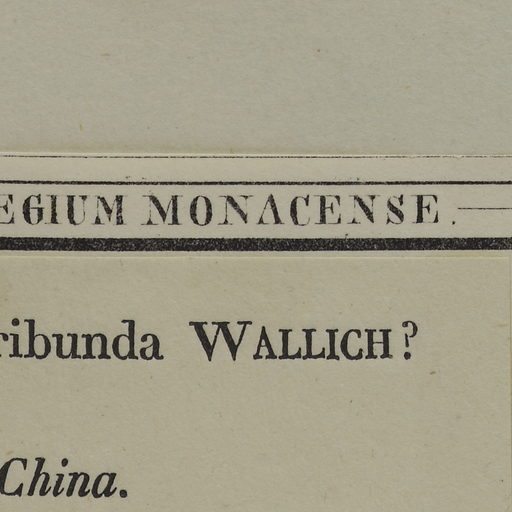 EGIUM MONACENSE.
ribunda WALLICH?
China.